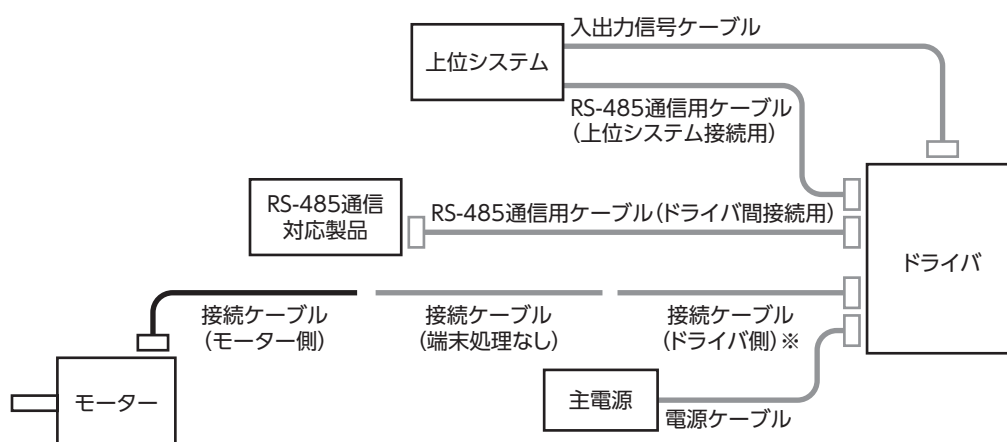 入出力信号ケーブル
上位システム
RS-485通信用ケーブル
（上位システム接続用）
RS-485通信
対応製品
RS-485通信用ケーブル（ドライバ間接続用）
ドライバ
接続ケーブル
（モーター側）
接続ケーブル
（端末処理なし）
接続ケーブル
（ドライバ側）※
モーター
主電源
電源ケーブル